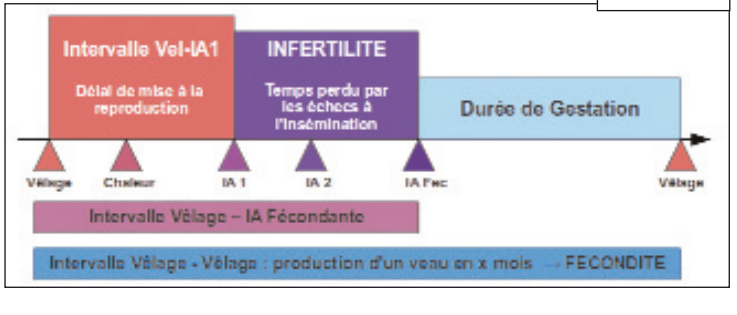 Intervalle Vel-IA1
Délai de mise à la
reproduction
INFERTILITE
Temps perdu par
les échecs à
l'Insémination
Durée de Gestation
Vêlage
Chaleur
IA 1
IA 2
IA Fec
Vêlage
Intervalle Vêlage – IA Fécondante
Intervalle Vêlage - Vêlage : production d'un veau en x mois → FECONDITE